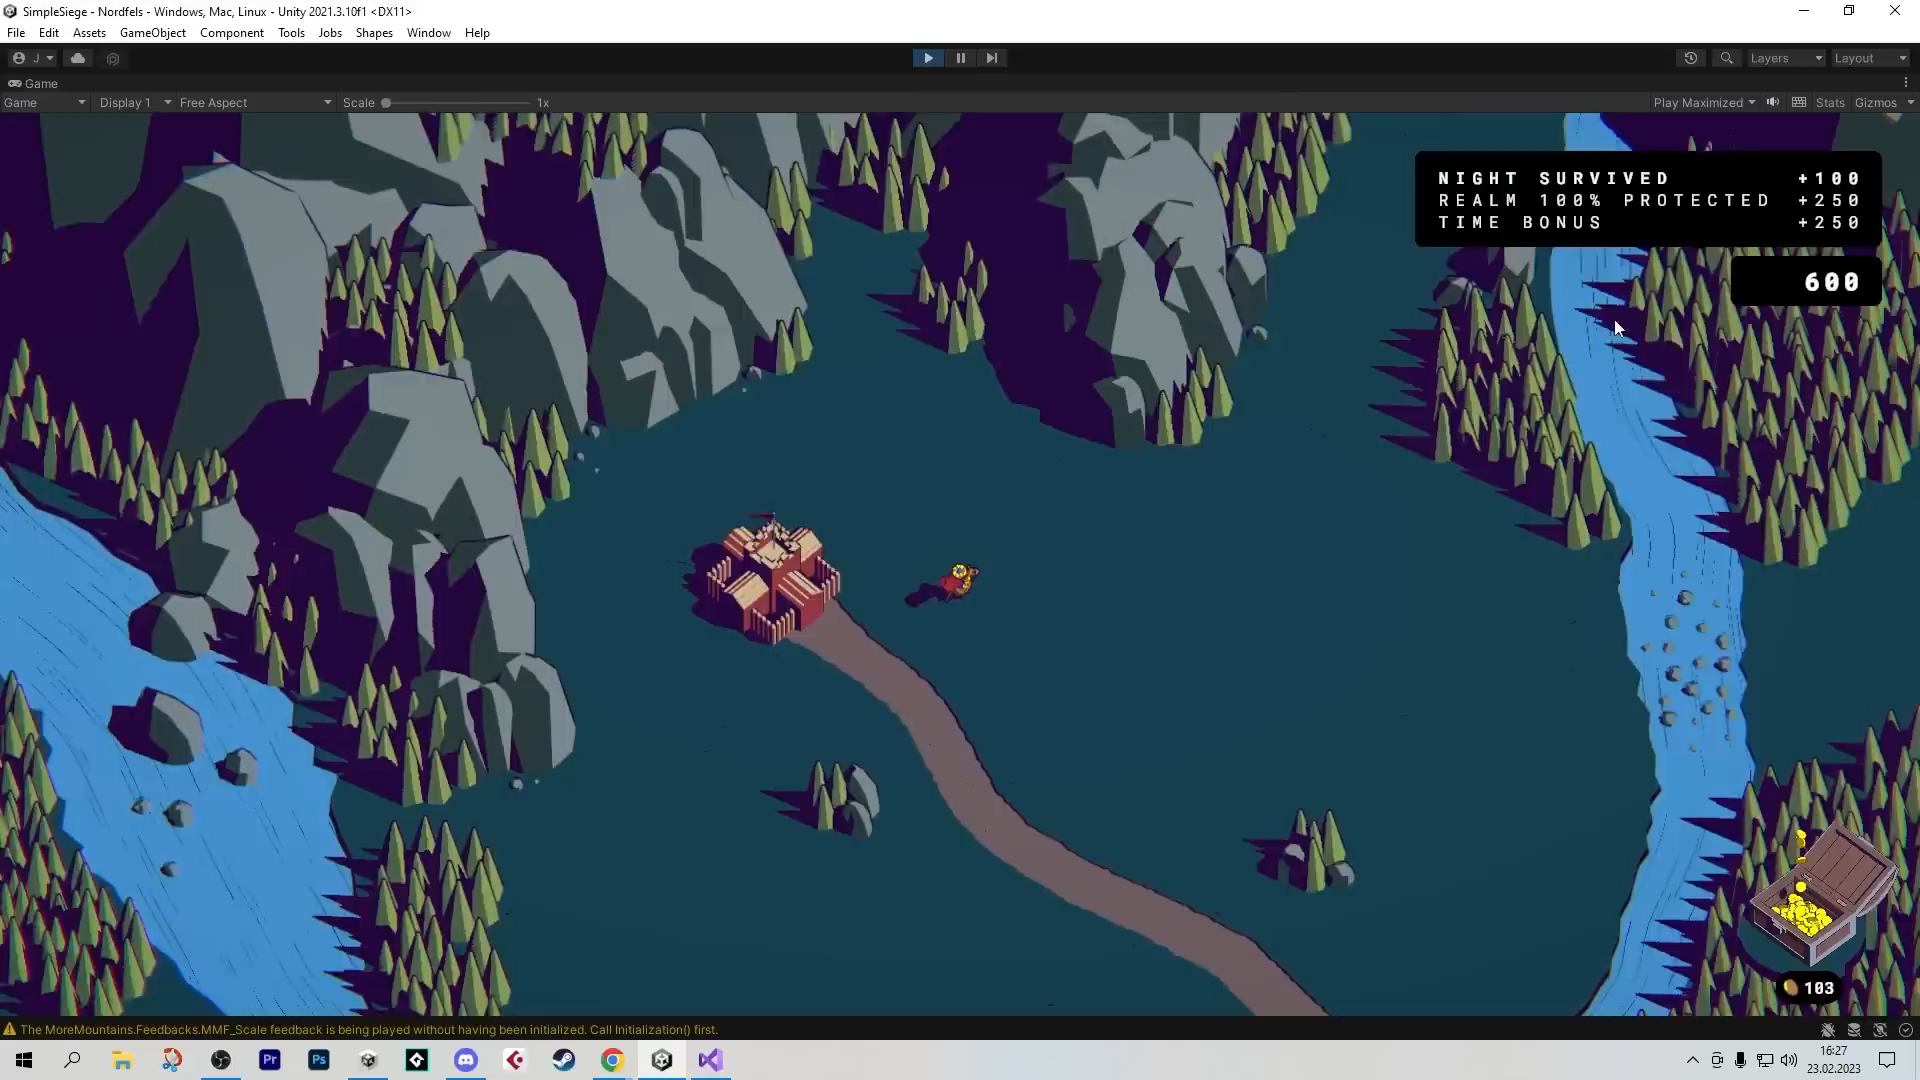 SimpleSiege - Nordfels - Windows, Mac, Linux - Unity 2021.3.10f1 <DX11>
File Edit Assets GameObject Component Tools Jobs Shapes Window Help
J Layers Layout
Game
Game Display 1 Free Aspect Scale 1x Play Maximized Stats Gizmos
NIGHT SURVIVED +100
REALM 100% PROTECTED +250
TIME BONUS +250
600
103
The MoreMountains.Feedbacks.MMF_Scale feedback is being played without having been initialized. Call Initialization() first.
Pr Ps
16:27
23.02.2023